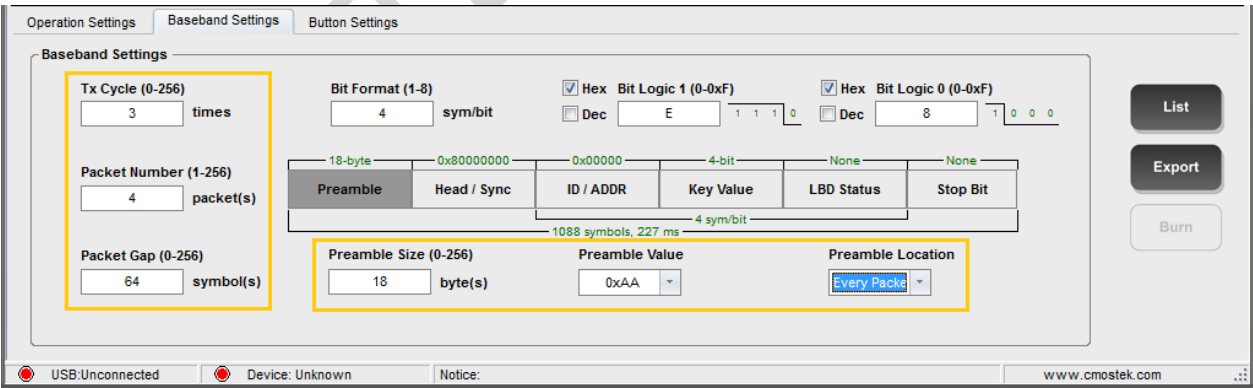 Operation Settings Baseband Settings Button Settings
Baseband Settings
Tx Cycle (0-256)
3 times
Bit Format (1-8)
4 sym/bit
Hex Bit Logic 1 (0-0xF)
Dec E 1 1 1 0
Hex Bit Logic 0 (0-0xF)
Dec 8 1 0 0 0
List
Packet Number (1-256)
4 packet(s)
18-byte 0x80000000 0x00000 4-bit None None
Preamble Head / Sync ID / ADDR Key Value LBD Status Stop Bit
4 sym/bit
1088 symbols, 227 ms
Export
Burn
Packet Gap (0-256)
64 symbol(s)
Preamble Size (0-256)
18 byte(s)
Preamble Value
0xAA
Preamble Location
Every Packe
USB:Unconnected Device: Unknown Notice: www.cmostek.com